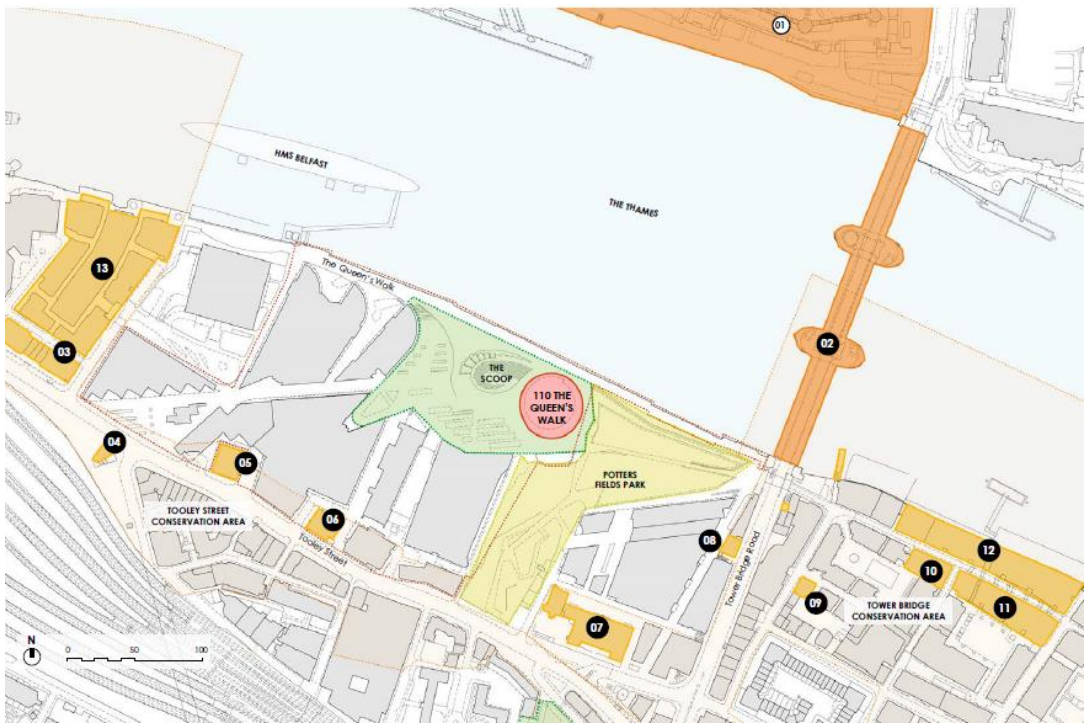 01
HMS BELFAST
THE THAMES
13
The Queen's Walk
02
03
THE
SCOOP
110 THE
QUEEN'S
WALK
04
05
POTTERS
FIELDS PARK
TOOLEY STREET
CONSERVATION AREA
06
Tooley Street
08
Tower Bridge Road
12
10
09
TOWER BRIDGE
CONSERVATION AREA
11
07
N
0 50 100